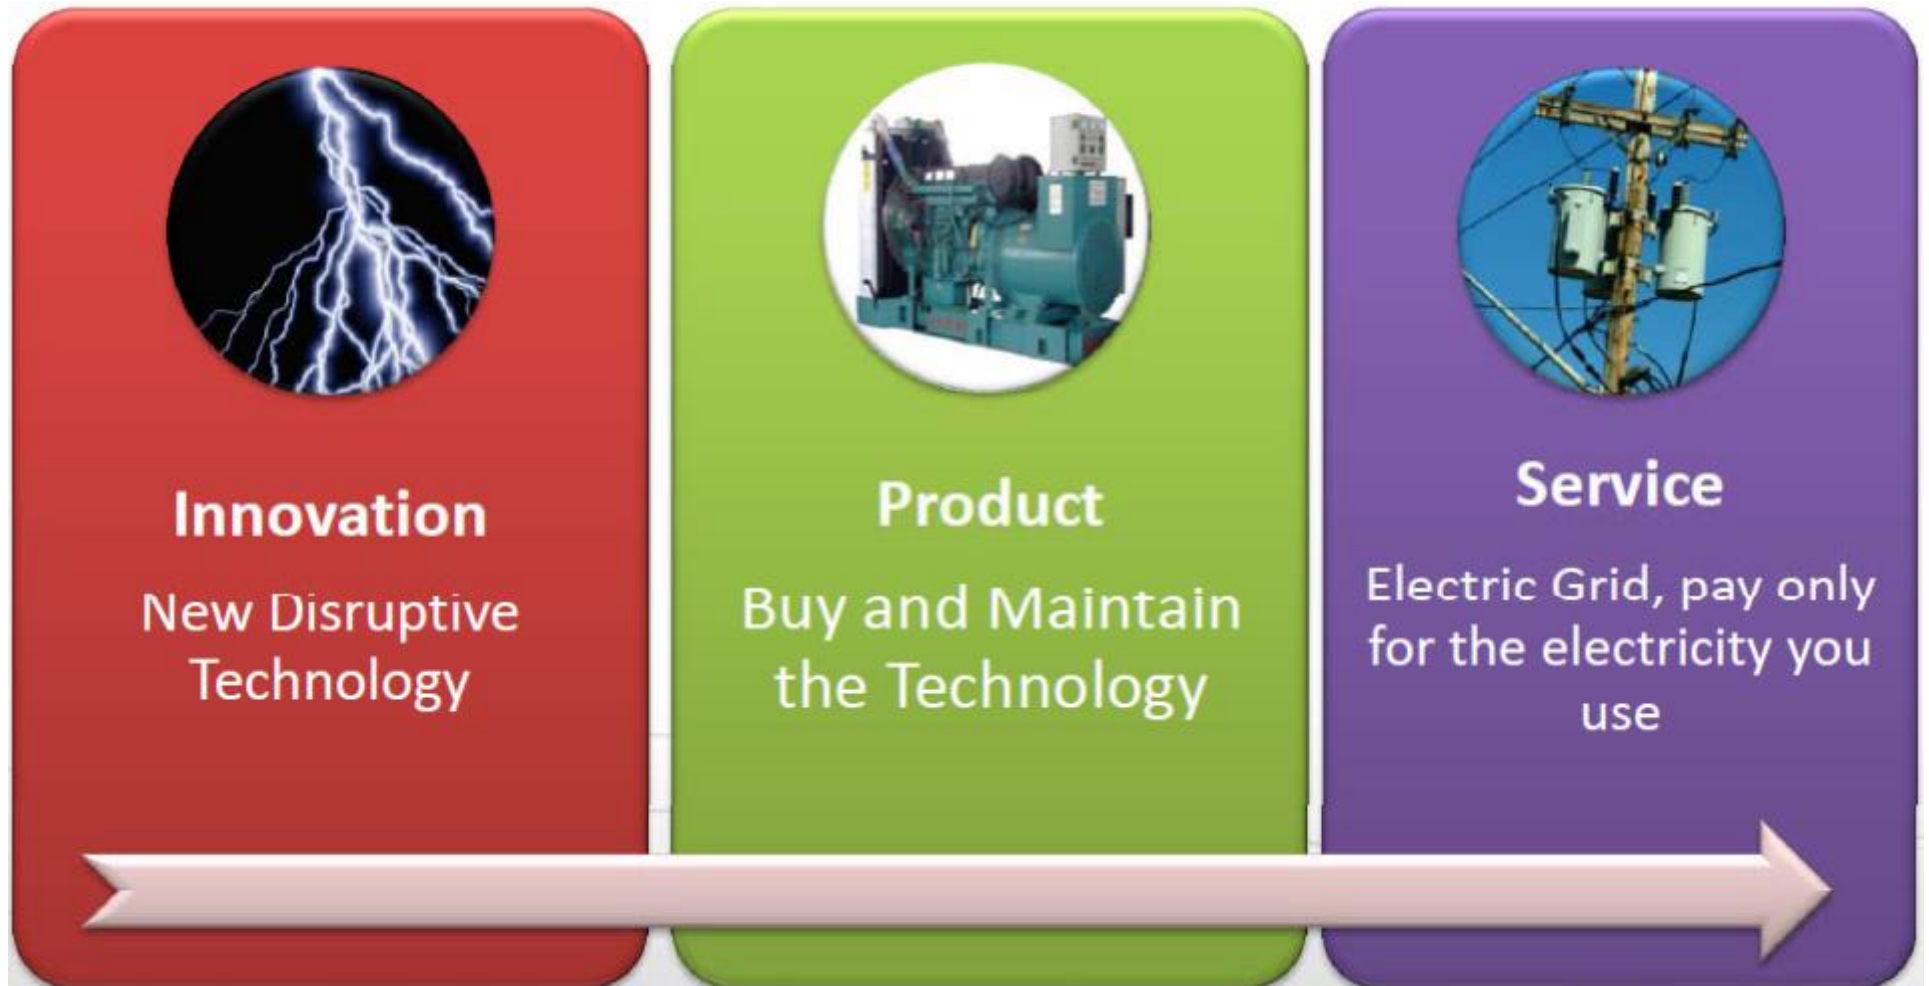 Innovation
New Disruptive
Technology
Product
Buy and Maintain
the Technology
Service
Electric Grid, pay only
for the electricity you
use